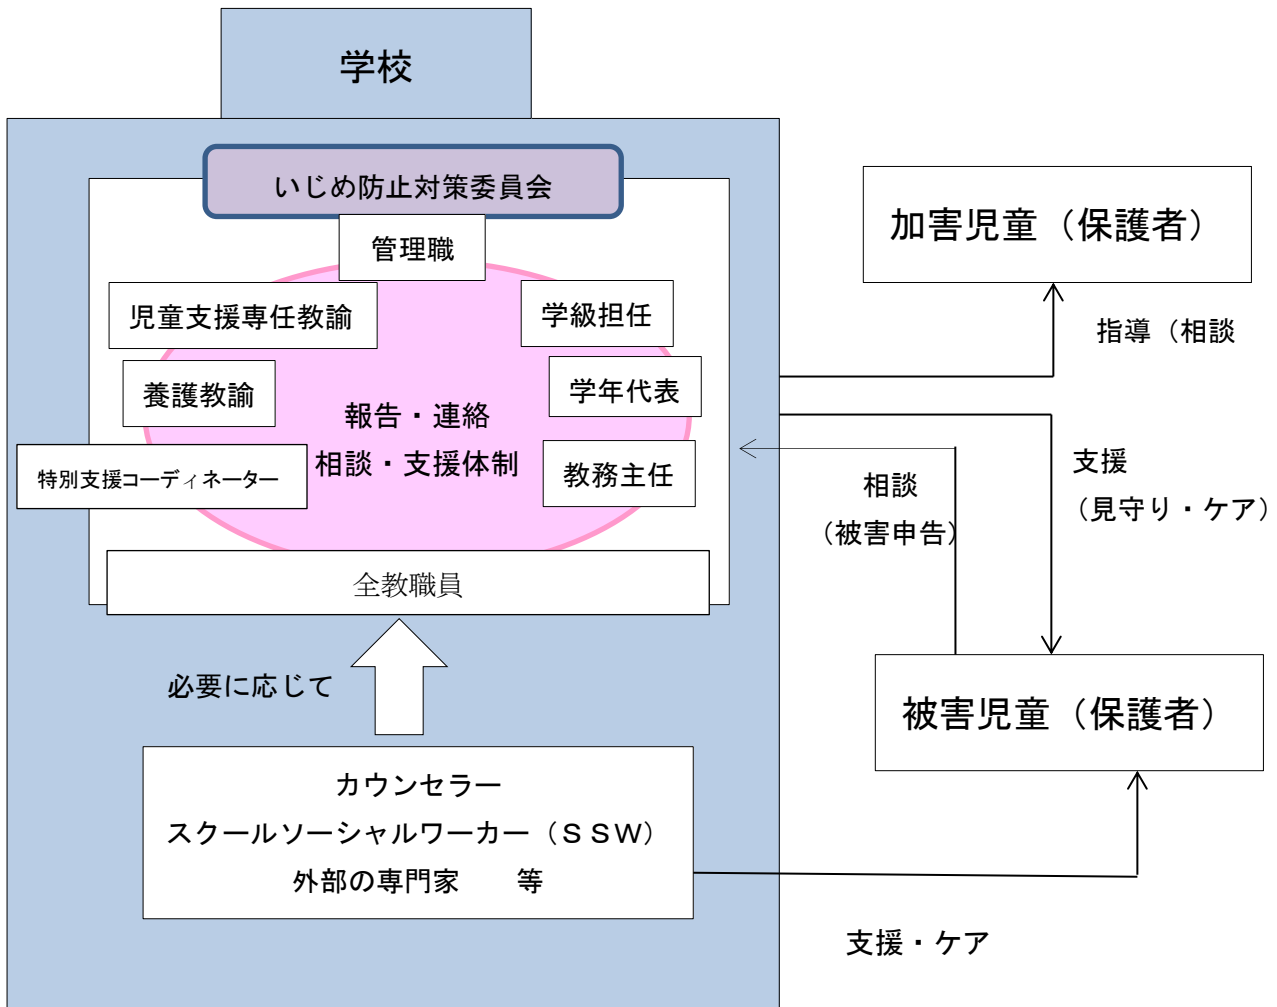 学校
いじめ防止対策委員会
管理職
児童支援専任教諭
学級担任
養護教諭
学年代表
報告・連絡
相談・支援体制
特別支援コーディネーター
教務主任
全教職員
必要に応じて
カウンセラー
スクールソーシャルワーカー（ＳＳＷ）
外部の専門家　　等
加害児童（保護者）
指導（相談
支援
（見守り・ケア）
相談
（被害申告）
被害児童（保護者）
支援・ケア